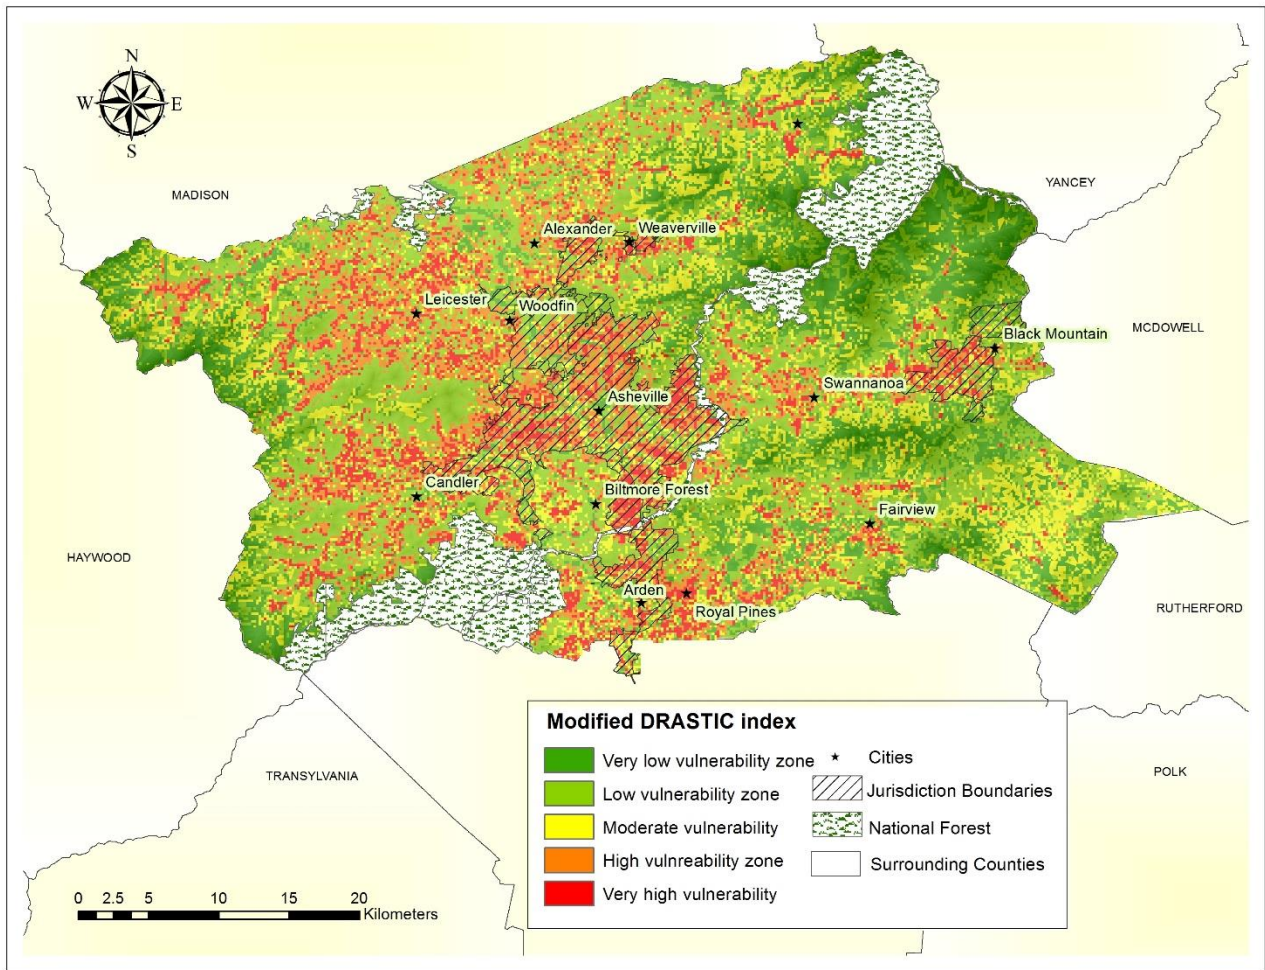 N
W E
S
MADISON
YANCEY
Alexander
Weaverville
Leicester
Woodfin
MCDOWELL
Black Mountain
Swannanoa
Asheville
Candler
Biltmore Forest
Fairview
HAYWOOD
Arden
Royal Pines
RUTHERFORD
Modified DRASTIC index
Very low vulnerability zone
Low vulnerability zone
Moderate vulnerability
High vulnreability zone
Very high vulnerability
Cities
Jurisdiction Boundaries
National Forest
Surrounding Counties
TRANSYLVANIA
POLK
0 2.5 5 10 15 20
Kilometers